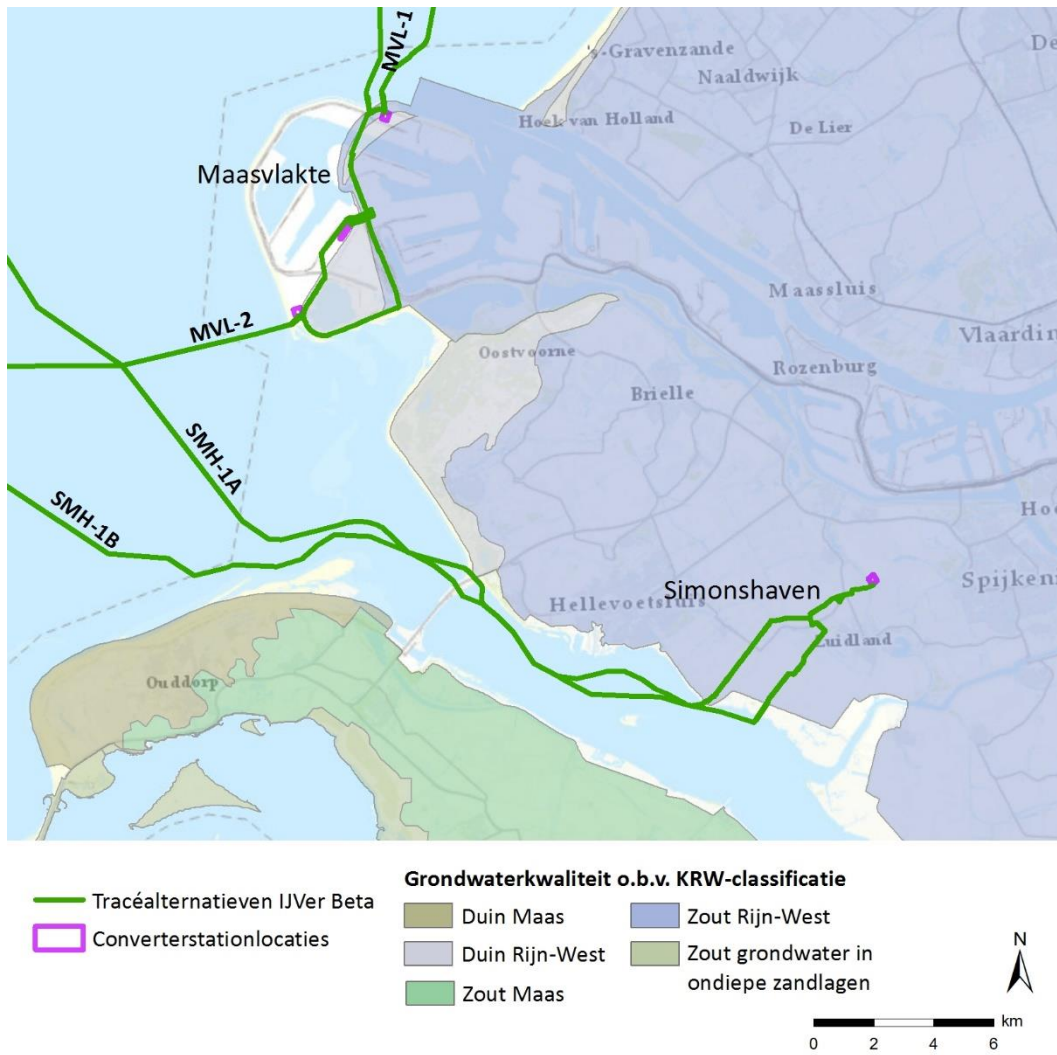 MVL-1
's-Gravenzande
De
Naaldwijk
Hoek van Holland
De Lier
Maasvlakte
Maassluis
MVL-2
Vlaardin
Oostvoorne
Rozenburg
Brielle
SMH-1A
SMH-1B
Hoo
Simonshaven
Spijken
Hellevoetsluis
Zuidland
Ouddorp
Tracéalternatieven IJVer Beta
Converterstationlocaties
Grondwaterkwaliteit o.b.v. KRW-classificatie
Duin Maas
Duin Rijn-West
Zout Maas
Zout Rijn-West
Zout grondwater in
ondiepe zandlagen
N
km
0 2 4 6